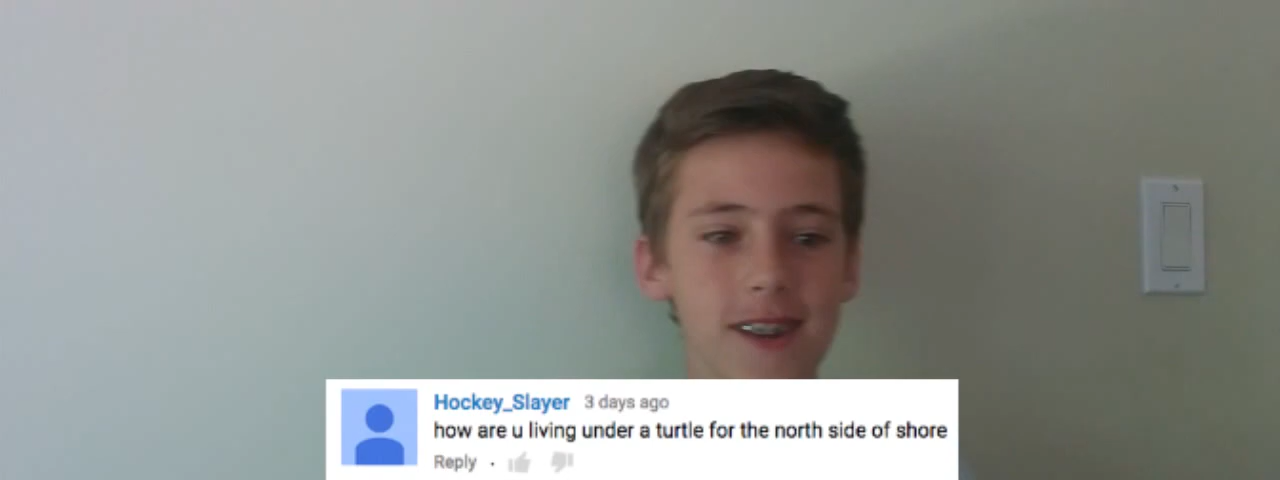 Hockey_Slayer 3 days ago
how are u living under a turtle for the north side of shore
Reply ·